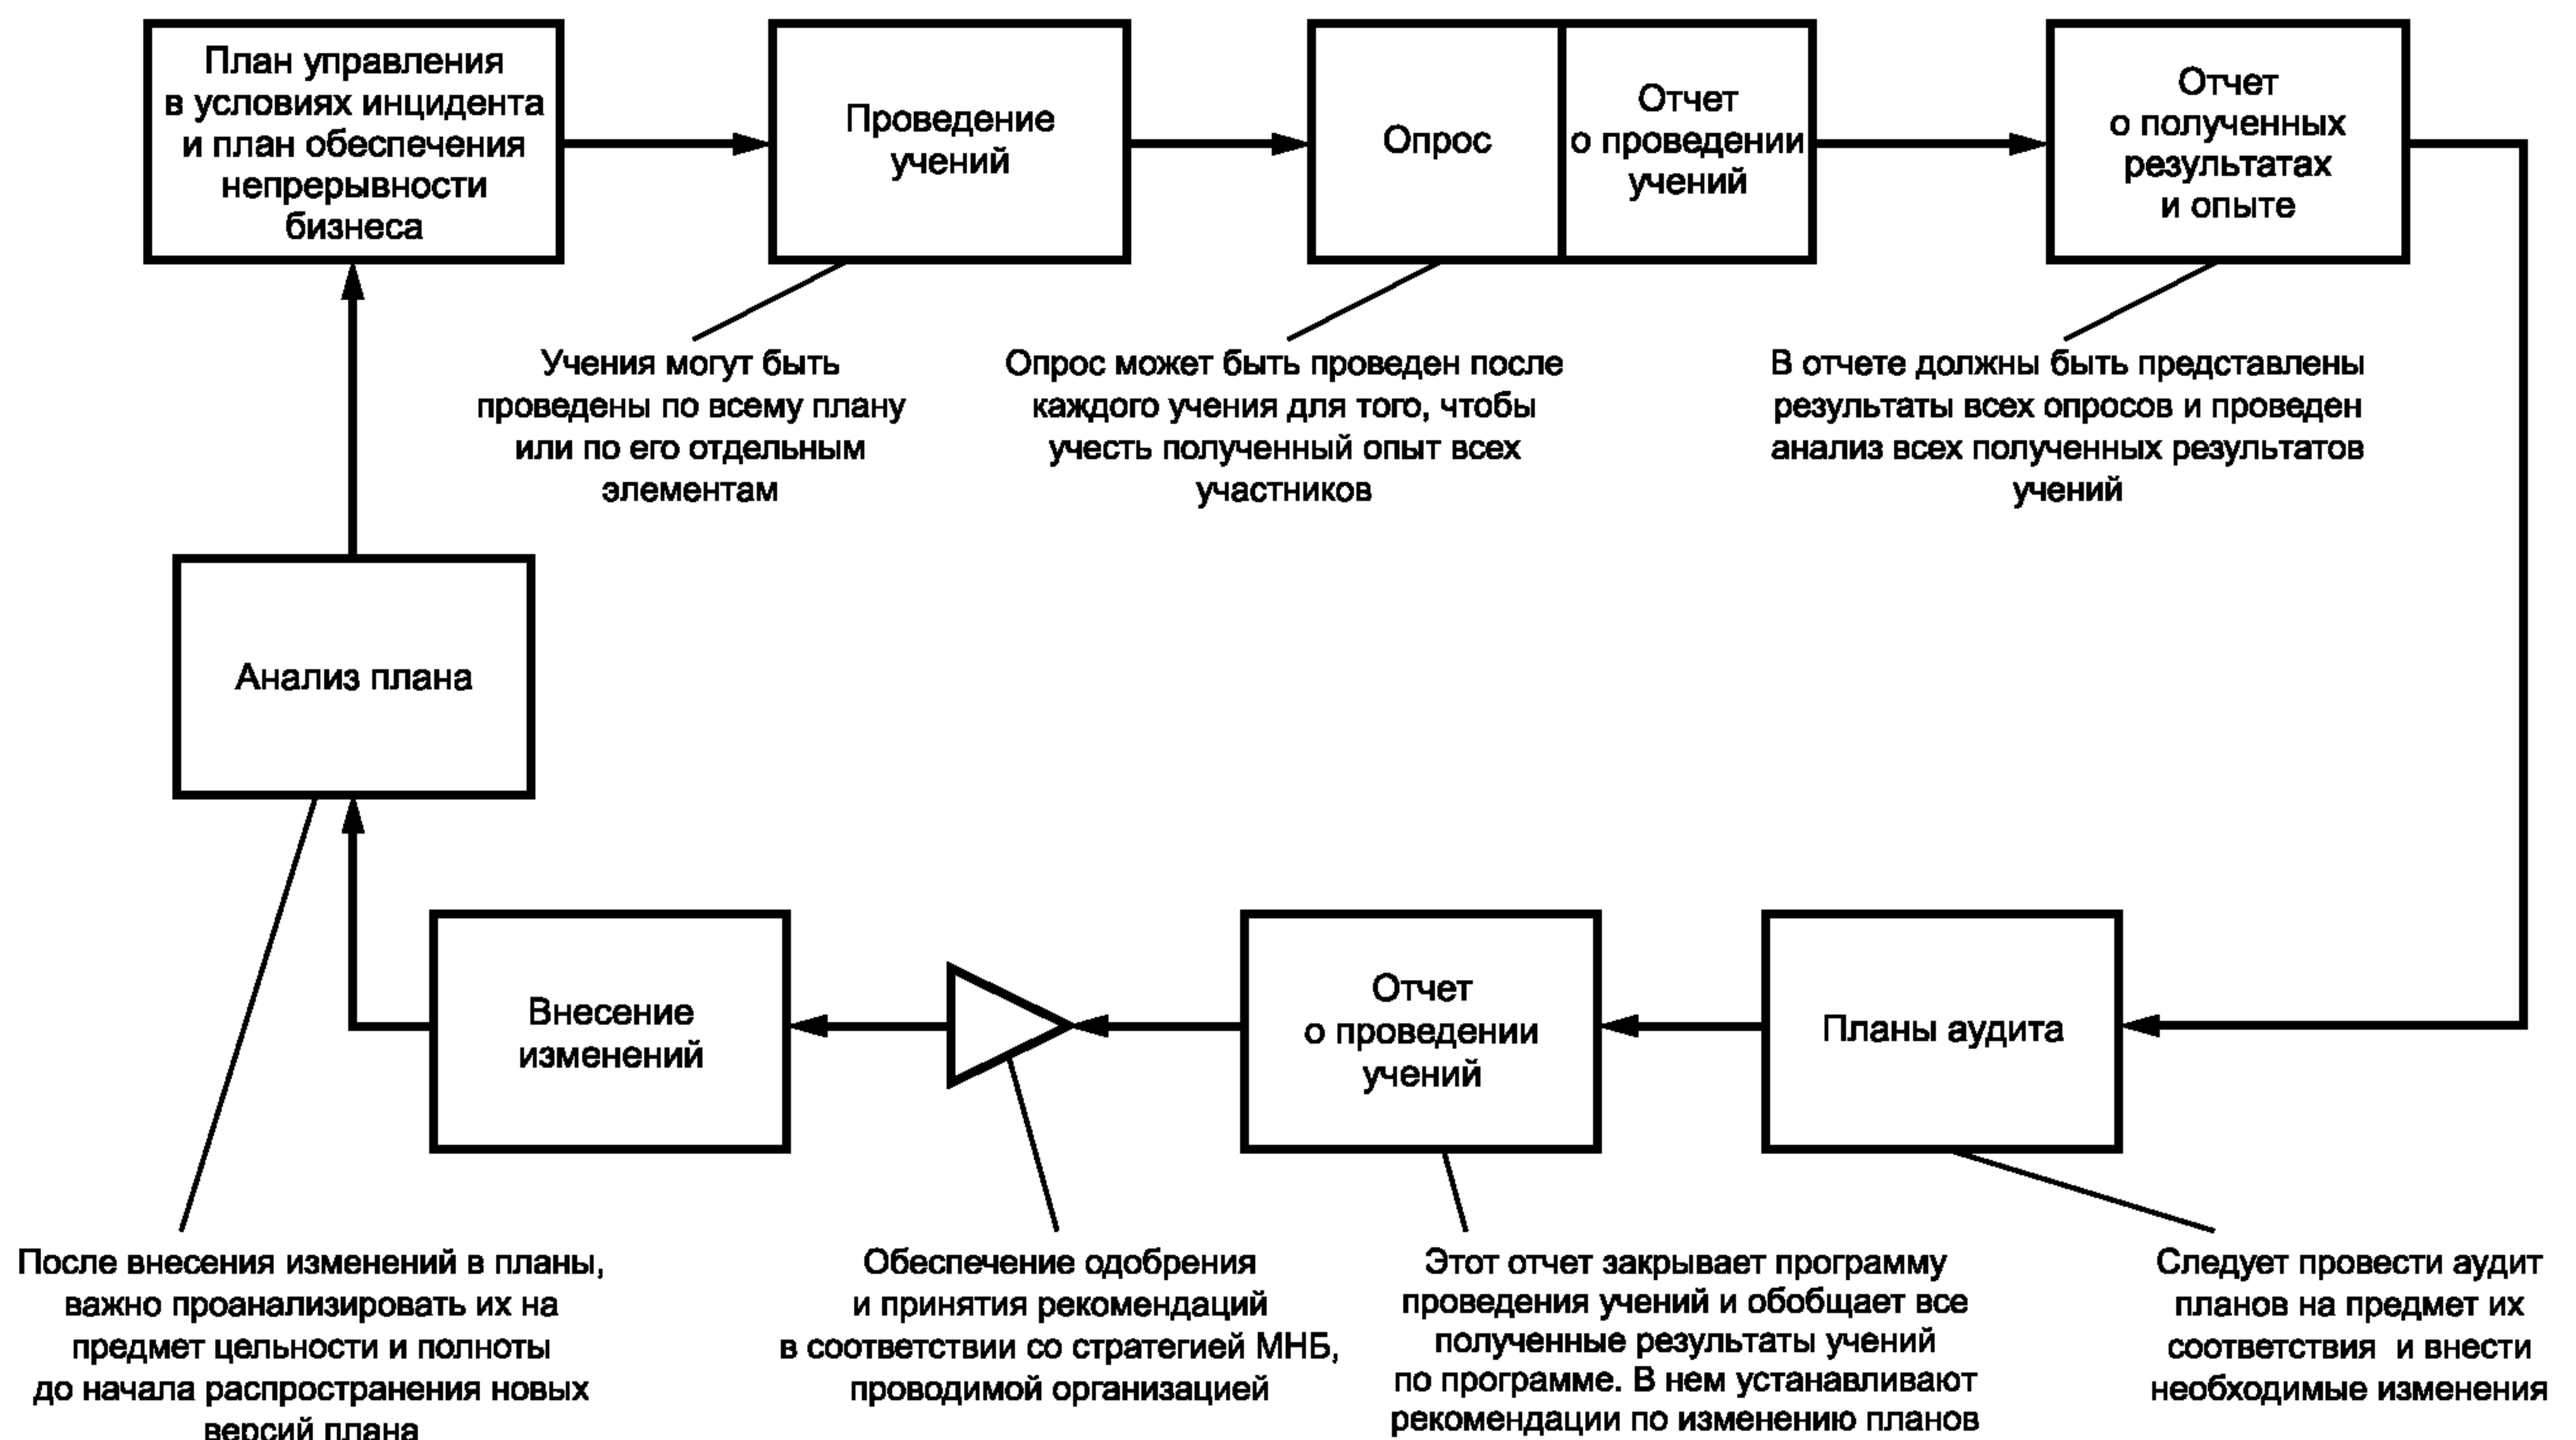 План управления
в условиях инцидента
и план обеспечения
непрерывности
бизнеса
Проведение
учений
Опрос
Отчет
о проведении
учений
Отчет
о полученных
результатах
и опыте
Учения могут быть
проведены по всему плану
или по его отдельным
элементам
Опрос может быть проведен после
каждого учения для того, чтобы
учесть полученный опыт всех
участников
В отчете должны быть представлены
результаты всех опросов и проведен
анализ всех полученных результатов
учений
Анализ плана
Внесение
изменений
Отчет
о проведении
учений
Планы аудита
После внесения изменений в планы,
важно проанализировать их на
предмет цельности и полноты
до начала распространения новых
версий плана
Обеспечение одобрения
и принятия рекомендаций
в соответствии со стратегией МНБ,
проводимой организацией
Этот отчет закрывает программу
проведения учений и обобщает все
полученные результаты учений
по программе. В нем устанавливают
рекомендации по изменению планов
Следует провести аудит
планов на предмет их
соответствия  и внести
необходимые изменения